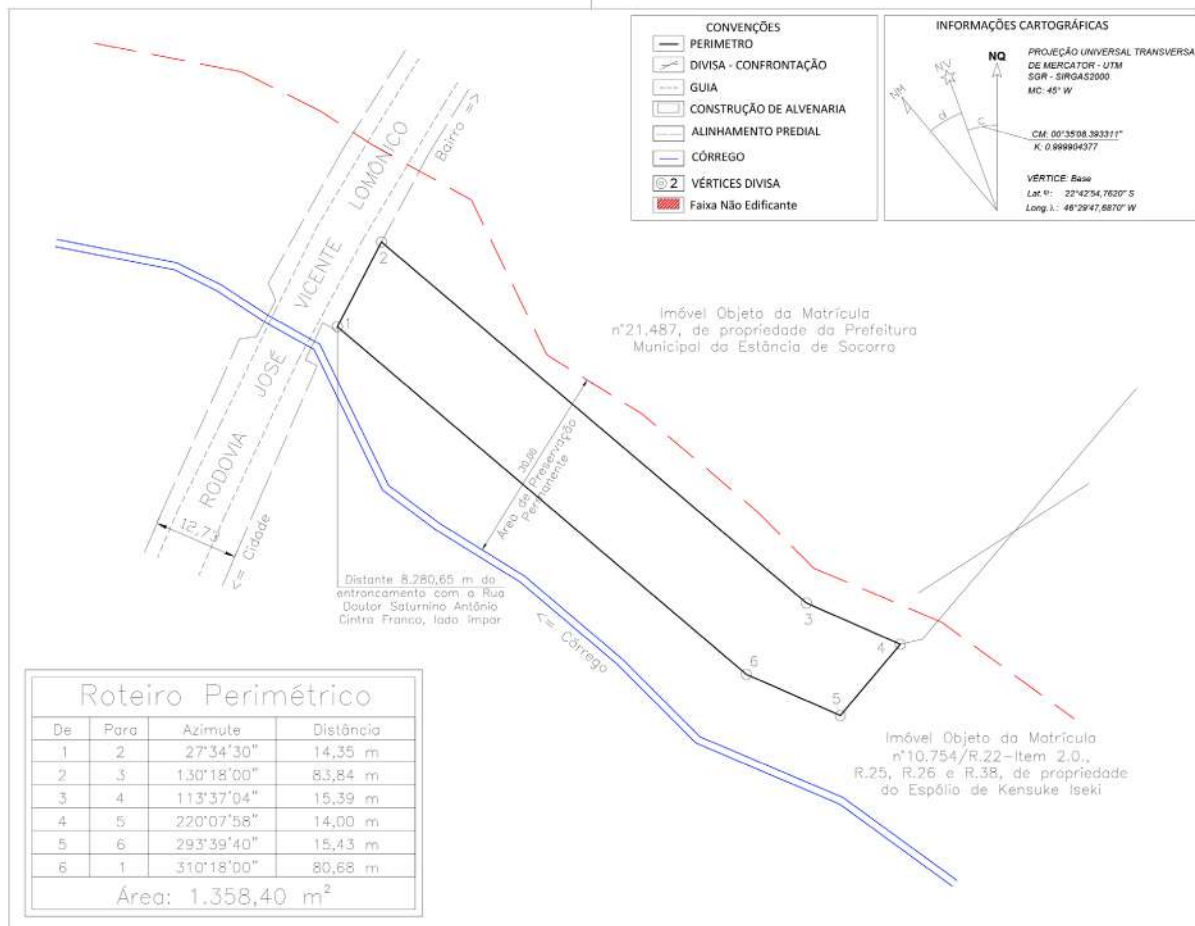 CONVENÇÕES
PERIMETRO
DIVISA - CONFRONTAÇÃO
GUIA
CONSTRUÇÃO DE ALVENARIA
ALINHAMENTO PREDIAL
CÓRREGO
2 VÉRTICES DIVISA
Faixa Não Edificante
INFORMAÇÕES CARTOGRÁFICAS
NQ
NV
NM
d
c
PROJEÇÃO UNIVERSAL TRANSVERSA
DE MERCATOR - UTM
SGR - SIRGAS2000
MC: 45° W
CM: 00°35'08,393311"
K: 0.999904377
VÉRTICE: Base
Lat.φ: 22°42'54,7620" S
Long.λ: 46°29'47,6870" W
RODOVIA JOSÉ VICENTE LOMÔNICO
Bairro =>
<= Cidade
12,73
1
2
3
4
5
6
Imóvel Objeto da Matrícula
n°21.487, de propriedade da Prefeitura
Municipal da Estância de Socorro
30,00
Área de Preservação
Permanente
Distante 8.280,65 m do
entroncamento com a Rua
Doutor Saturnino Antônio
Cintra Franco, lado ímpar
<= Córrego
Imóvel Objeto da Matrícula
n°10.754/R.22-Item 2.0.,
R.25, R.26 e R.38, de propriedade
do Espólio de Kensuke Iseki
Roteiro Perimétrico
De Para Azimute Distância
1 2 27°34'30" 14,35 m
2 3 130°18'00" 83,84 m
3 4 113°37'04" 15,39 m
4 5 220°07'58" 14,00 m
5 6 293°39'40" 15,43 m
6 1 310°18'00" 80,68 m
Área: 1.358,40 m²